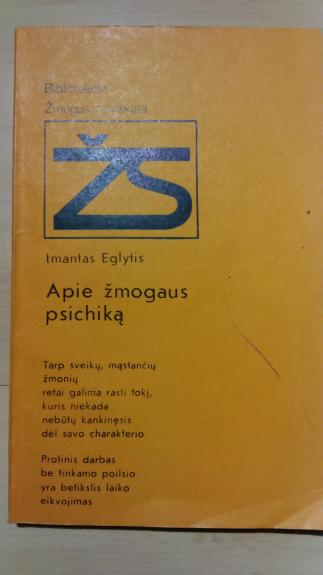 Biblioteka
Žmogus ir sveikata
ŽS
Imantas Eglytis
Apie žmogaus
psichiką
Tarp sveikų, mąstančių
žmonių
retai galima rasti tokį,
kuris niekada
nebūtų kankinęsis
dėl savo charakterio
Protinis darbas
be tinkamo poilsio
yra betikslis laiko
eikvojimas